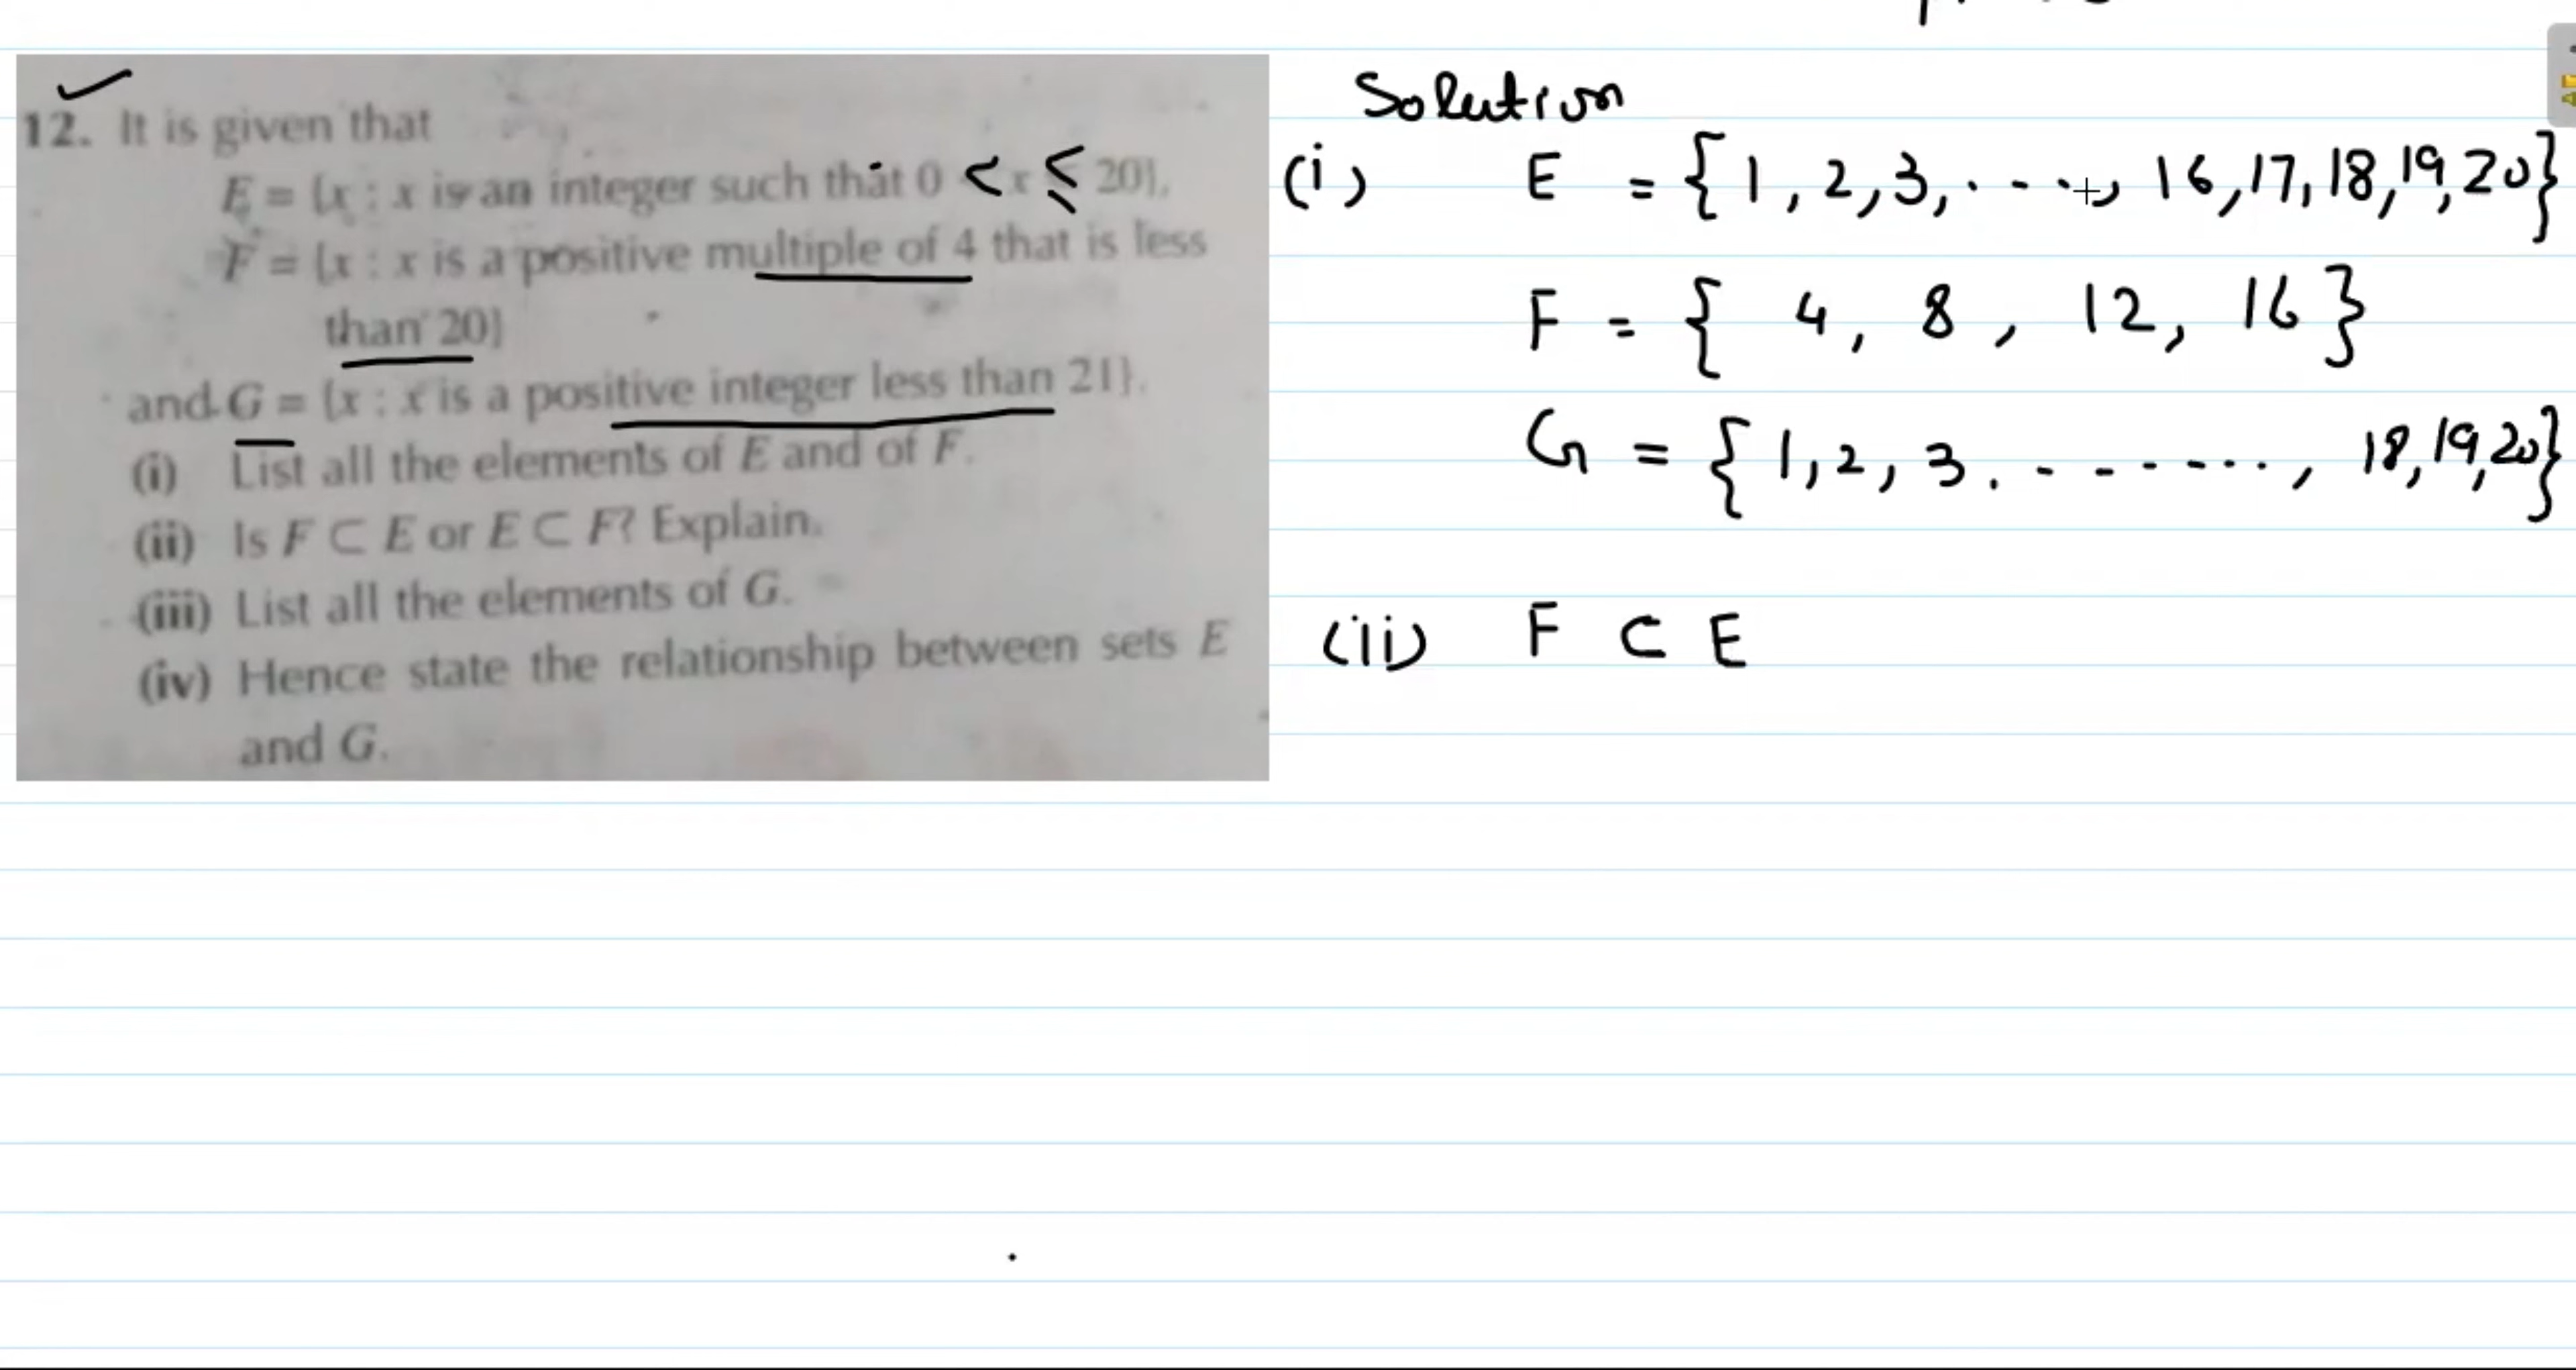 12. It is given that
E = {x : x is an integer such that 0 < x ≤ 20},
F = {x : x is a positive multiple of 4 that is less
than 20}
and G = {x : x is a positive integer less than 21}.
(i) List all the elements of E and of F.
(ii) Is F ⊂ E or E ⊂ F? Explain.
(iii) List all the elements of G.
(iv) Hence state the relationship between sets E
and G.
Solution
(i) E = {1, 2, 3, ....., 16, 17, 18, 19, 20}
F = { 4, 8, 12, 16 }
G = {1, 2, 3. ........, 18, 19, 20}
(ii) F ⊂ E